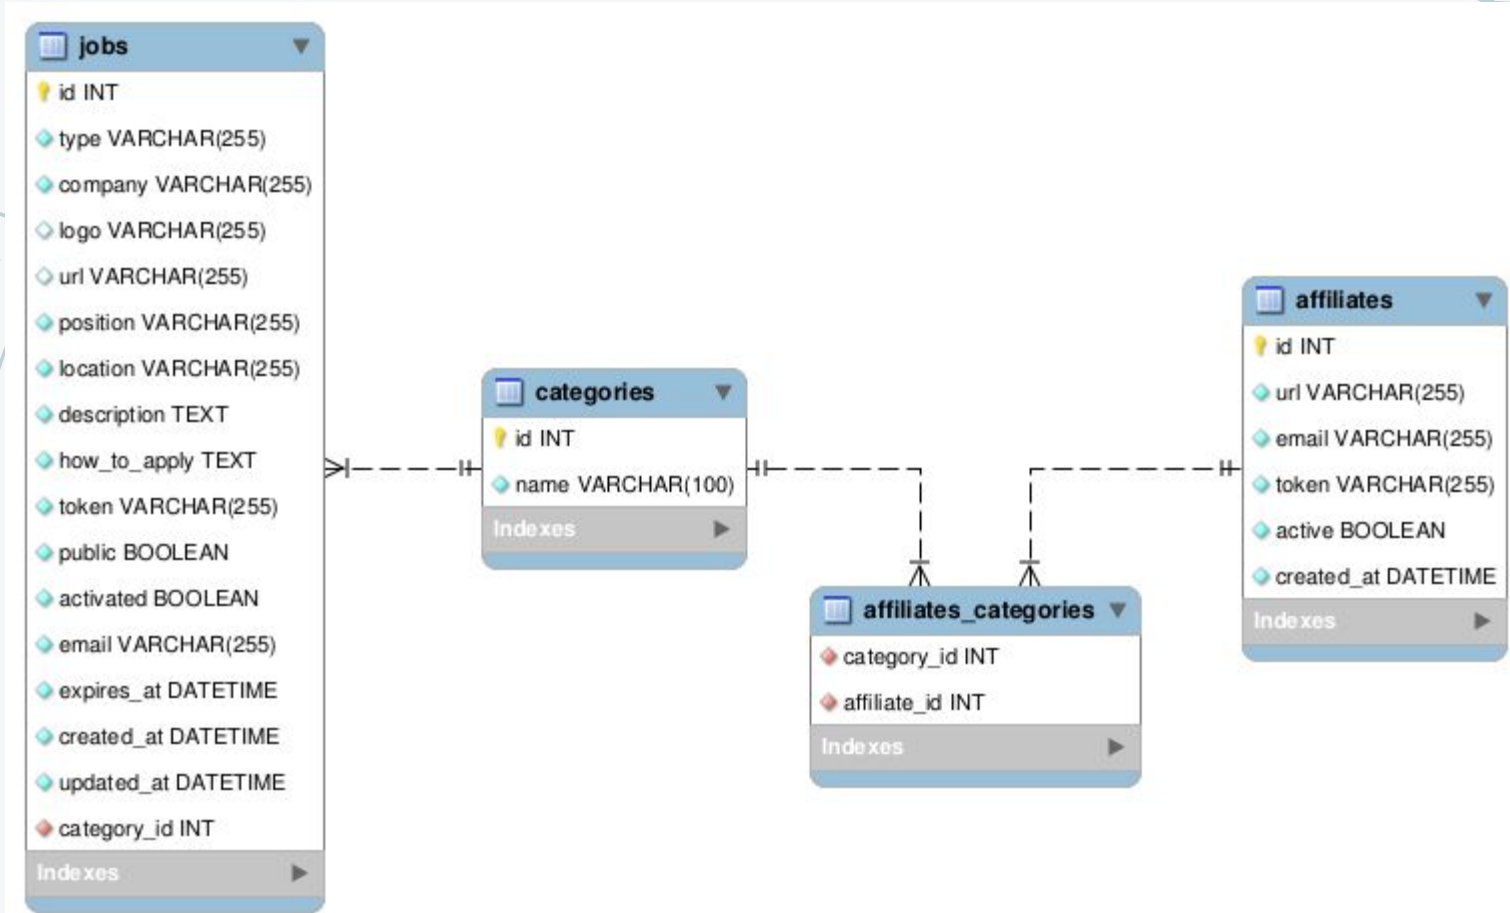 jobs
id INT
type VARCHAR(255)
company VARCHAR(255)
logo VARCHAR(255)
url VARCHAR(255)
position VARCHAR(255)
location VARCHAR(255)
description TEXT
how_to_apply TEXT
token VARCHAR(255)
public BOOLEAN
activated BOOLEAN
email VARCHAR(255)
expires_at DATETIME
created_at DATETIME
updated_at DATETIME
category_id INT
Indexes
categories
id INT
name VARCHAR(100)
Indexes
affiliates_categories
category_id INT
affiliate_id INT
Indexes
affiliates
id INT
url VARCHAR(255)
email VARCHAR(255)
token VARCHAR(255)
active BOOLEAN
created_at DATETIME
Indexes